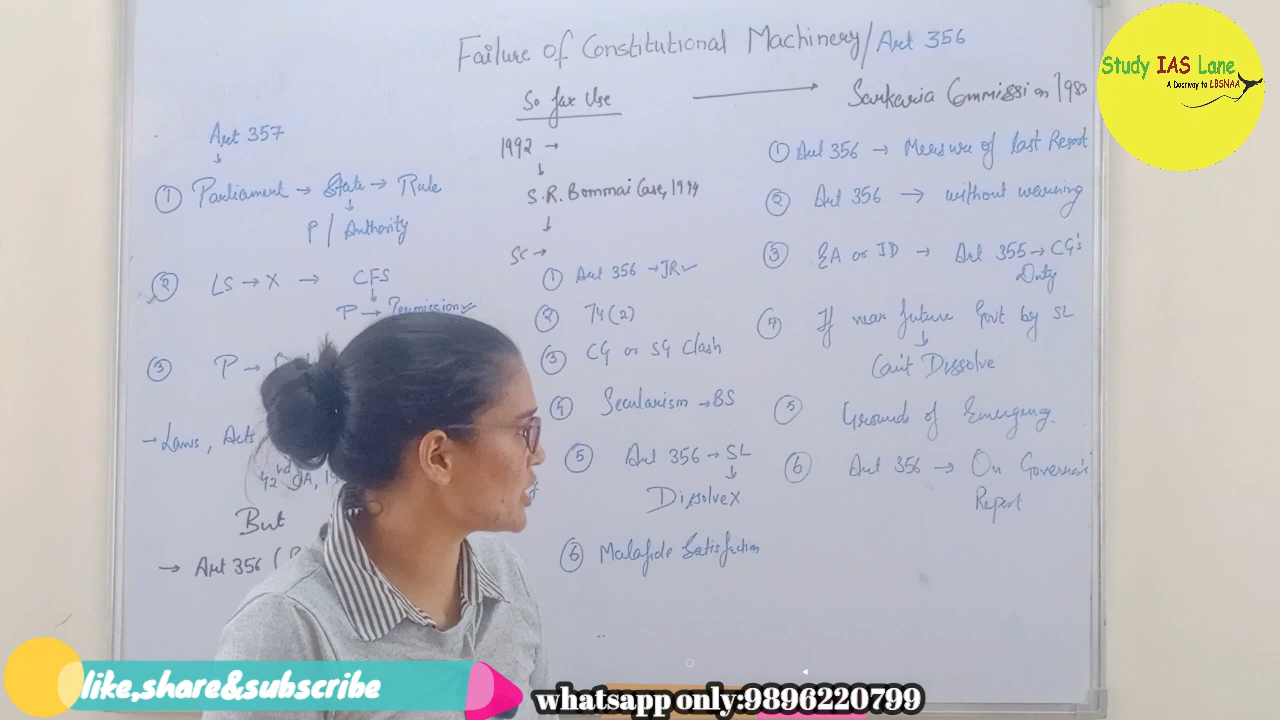 Failure of Constitutional Machinery/Art 356
Study IAS Lane
A Doorway to LBSNAA
Art 357
↓
① Parliament → State → Rule
↓
P / Authority
② LS → X → CFS
↓
P → Permission ✓
③ P →
→ Laws, Acts
42nd CA, 19
But
→ Art 356 (
So far Use
1992 →
↓
S.R. Bommai Case, 1994
↓
SC →
① Art 356 → JR ✓
② 74(2)
③ CG or SG Clash
④ Secularism → BS
⑤ Art 356 → SL
↓
Dissolve X
⑥ Malafide Satisfaction
→ Sarkaria Commission 1983
① Art 356 → Measure of last Resort
② Art 356 → without warning
③ EA or ID → Art 355 → CG's
Duty
④ If near future Govt by SL
↓
Can't Dissolve
⑤ Grounds of Emergency.
⑥ Art 356 → On Governor's
Report
like,share&subscribe
whatsapp only:9896220799